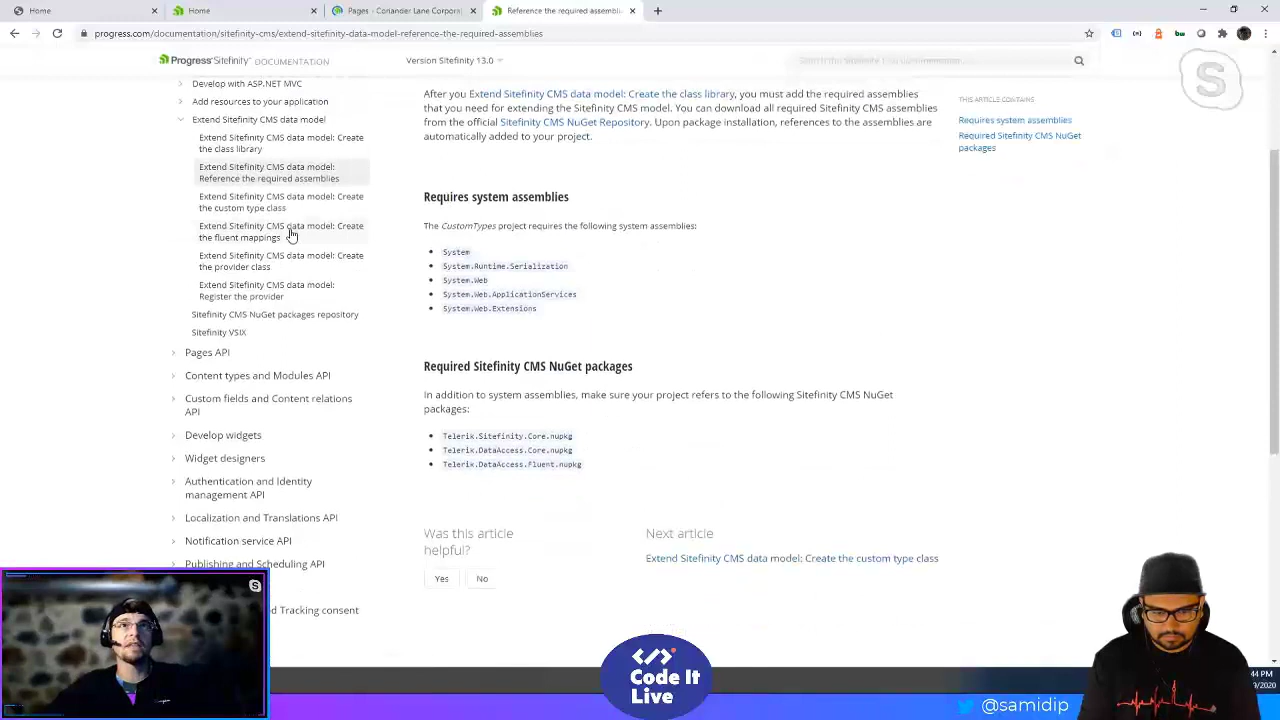 Home
Home
Pages - Coriander Lane Corpora
Reference the required assembli
progress.com/documentation/sitefinity-cms/extend-sitefinity-data-model-reference-the-required-assemblies
Progress Sitefinity DOCUMENTATION
Version Sitefinity 13.0
Develop with ASP.NET MVC
Add resources to your application
Extend Sitefinity CMS data model
Extend Sitefinity CMS data model: Create
the class library
Extend Sitefinity CMS data model:
Reference the required assemblies
Extend Sitefinity CMS data model: Create
the custom type class
Extend Sitefinity CMS data model: Create
the fluent mappings
Extend Sitefinity CMS data model: Create
the provider class
Extend Sitefinity CMS data model:
Register the provider
Sitefinity CMS NuGet packages repository
Sitefinity VSIX
Pages API
Content types and Modules API
Custom fields and Content relations
API
Develop widgets
Widget designers
Authentication and Identity
management API
Localization and Translations API
Notification service API
Publishing and Scheduling API
d Tracking consent
After you Extend Sitefinity CMS data model: Create the class library, you must add the required assemblies
that you need for extending the Sitefinity CMS model. You can download all required Sitefinity CMS assemblies
from the official Sitefinity CMS NuGet Repository. Upon package installation, references to the assemblies are
automatically added to your project.
Requires system assemblies
The CustomTypes project requires the following system assemblies:
System
System.Runtime.Serialization
System.Web
System.Web.ApplicationServices
System.Web.Extensions
Required Sitefinity CMS NuGet packages
In addition to system assemblies, make sure your project refers to the following Sitefinity CMS NuGet
packages:
Telerik.Sitefinity.Core.nupkg
Telerik.DataAccess.Core.nupkg
Telerik.DataAccess.Fluent.nupkg
Was this article
helpful?
Yes
No
Next article
Extend Sitefinity CMS data model: Create the custom type class
THIS ARTICLE CONTAINS
Requires system assemblies
Required Sitefinity CMS NuGet
packages
S
S
</>
Code It
Live
:44 PM
/9/2020
@samidip